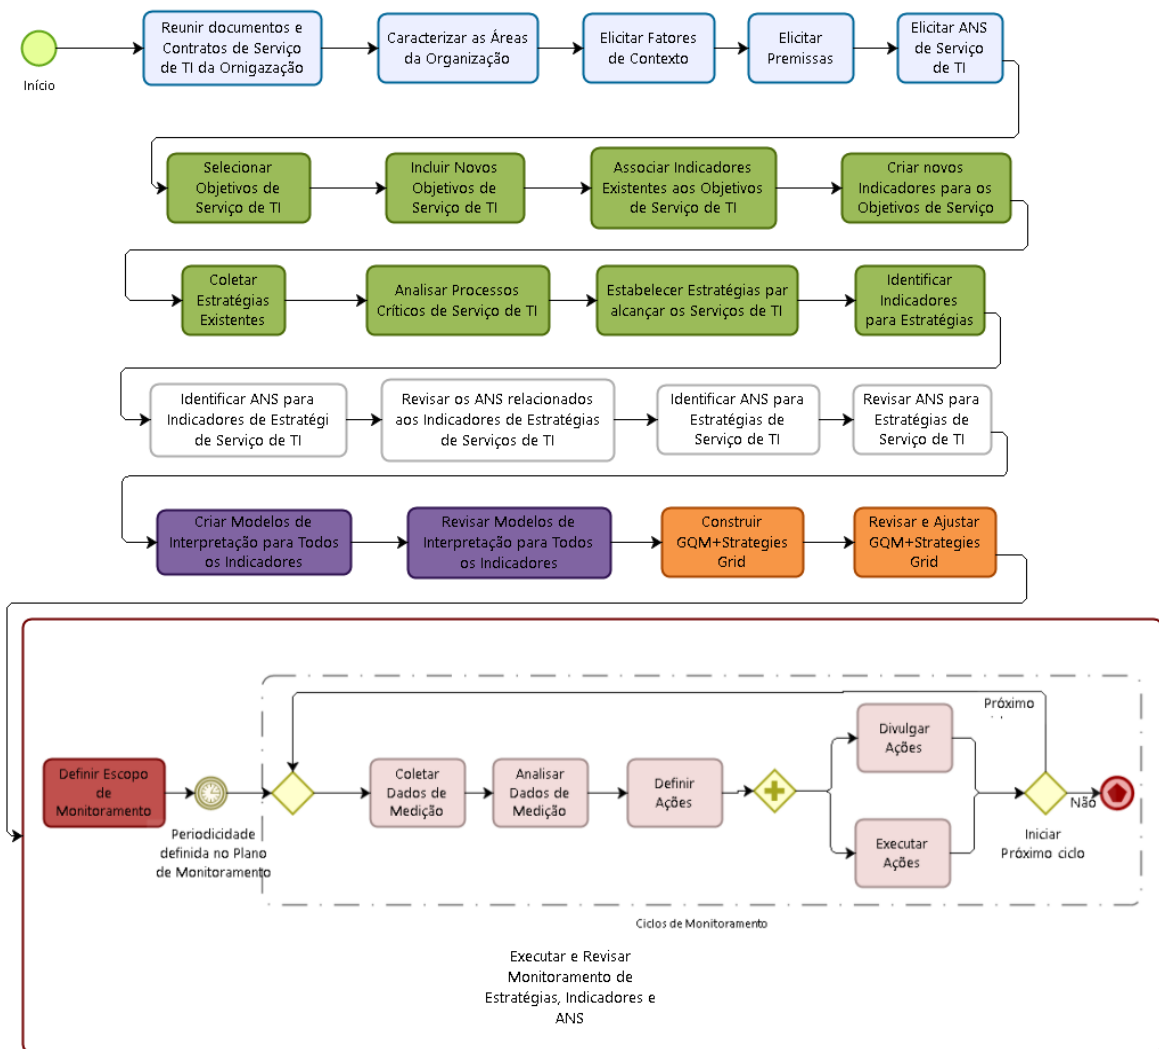 Reunir documentos e
Contratos de Serviço
de TI da Ornigazação
Caracterizar as Áreas
da Organização
Elicitar Fatores
de Contexto
Elicitar
Premissas
Elicitar ANS
de Serviço
de TI
Início
Selecionar
Objetivos de
Serviço de TI
Incluir Novos
Objetivos de
Serviço de TI
Associar Indicadores
Existentes aos Objetivos
de Serviço de TI
Criar novos
Indicadores para os
Objetivos de Serviço
Coletar
Estratégias
Existentes
Analisar Processos
Críticos de Serviço de TI
Estabelecer Estratégias par
alcançar os Serviços de TI
Identificar
Indicadores
para Estratégias
Identificar ANS para
Indicadores de Estratégi
de Serviço de TI
Revisar os ANS relacionados
aos Indicadores de Estratégias
de Serviços de TI
Identificar ANS para
Estratégias de
Serviço de TI
Revisar ANS para
Estratégias de
Serviço de TI
Criar Modelos de
Interpretação para Todos
os Indicadores
Revisar Modelos de
Interpretação para Todos
os Indicadores
Construir
GQM+Strategies
Grid
Revisar e Ajustar
GQM+Strategies
Grid
Definir Escopo
de
Monitoramento
Periodicidade
definida no Plano
de Monitoramento
Coletar
Dados de
Medição
Analisar
Dados de
Medição
Definir
Ações
Divulgar
Ações
Executar
Ações
Próximo
Não
Iniciar
Próximo ciclo
Ciclos de Monitoramento
Executar e Revisar
Monitoramento de
Estratégias, Indicadores e
ANS